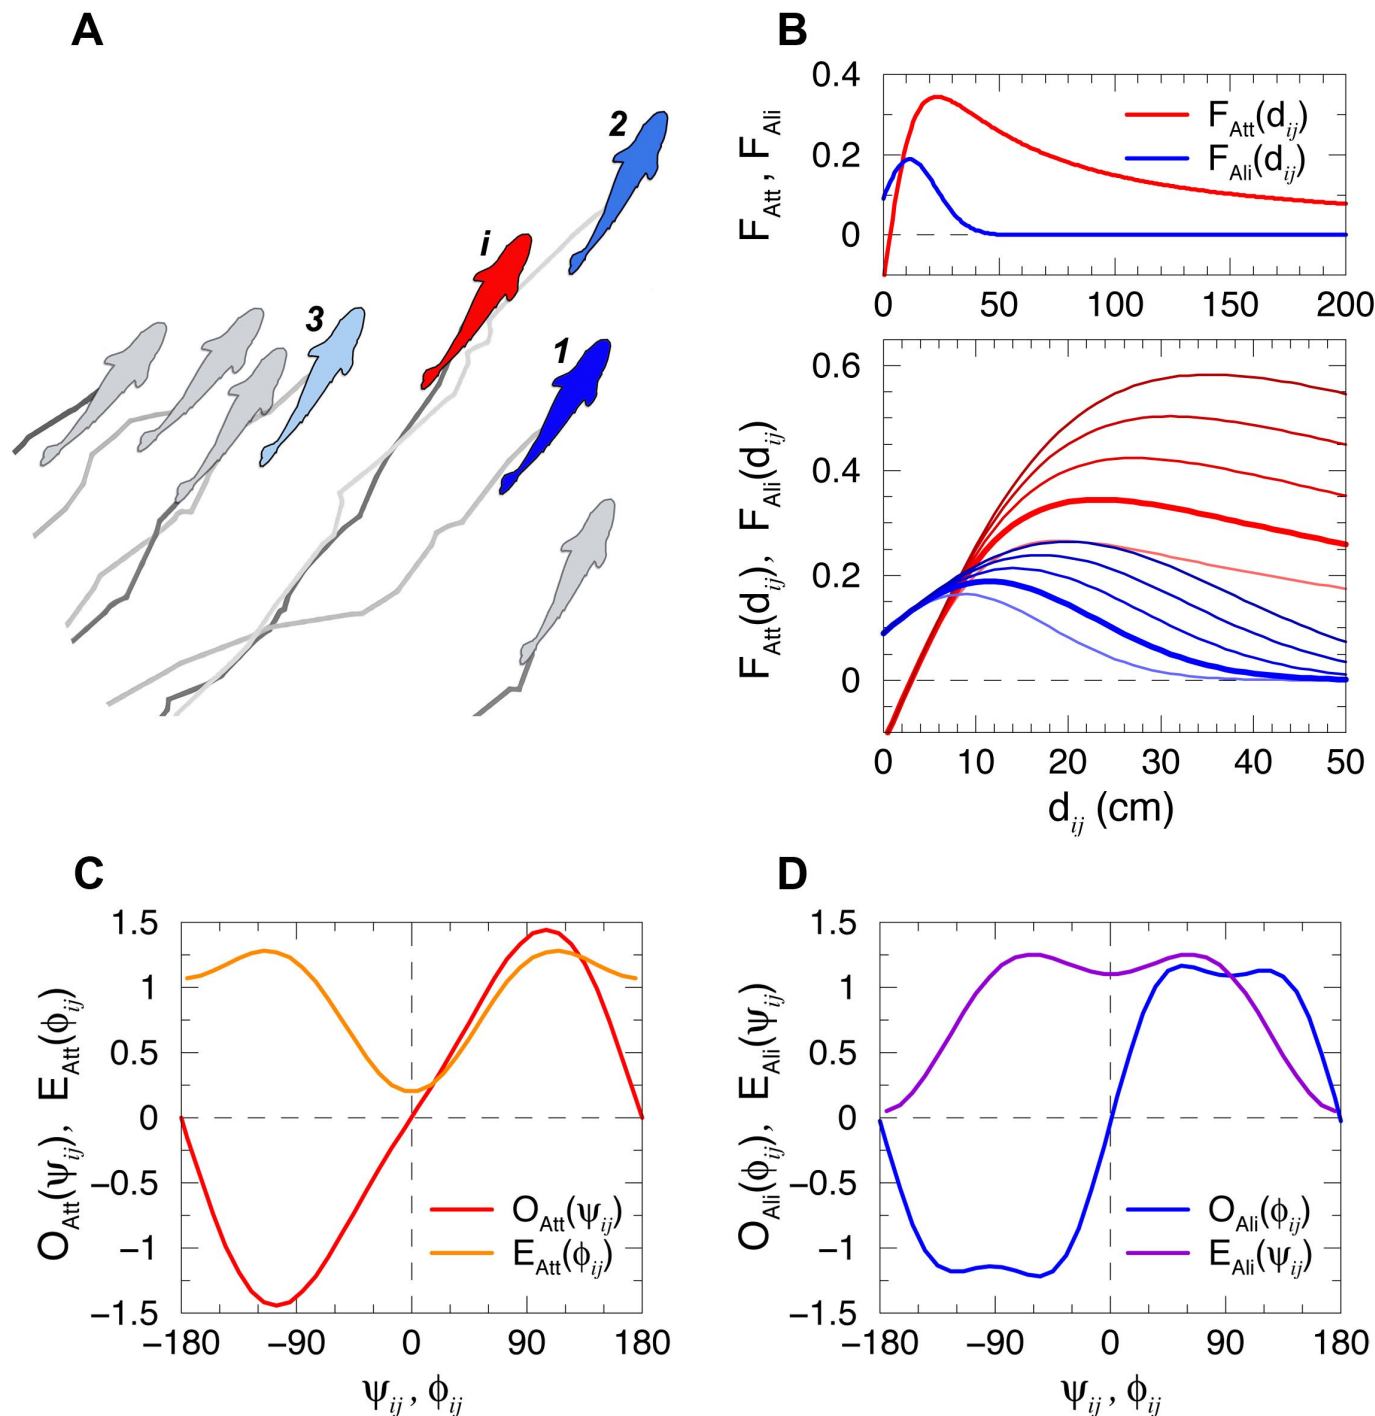 A
2
i
3
1
B
F_Att, F_Ali
0.4
0.2
0
F_Att(d_ij)
F_Ali(d_ij)
0 50 100 150 200
F_Att(d_ij), F_Ali(d_ij)
0.6
0.4
0.2
0
0 10 20 30 40 50
d_ij (cm)
C
O_Att(ψ_ij), E_Att(ϕ_ij)
1.5
1
0.5
0
−0.5
−1
−1.5
O_Att(ψ_ij)
E_Att(ϕ_ij)
−180 −90 0 90 180
ψ_ij, ϕ_ij
D
O_Ali(ϕ_ij), E_Ali(ψ_ij)
1.5
1
0.5
0
−0.5
−1
−1.5
O_Ali(ϕ_ij)
E_Ali(ψ_ij)
−180 −90 0 90 180
ψ_ij, ϕ_ij